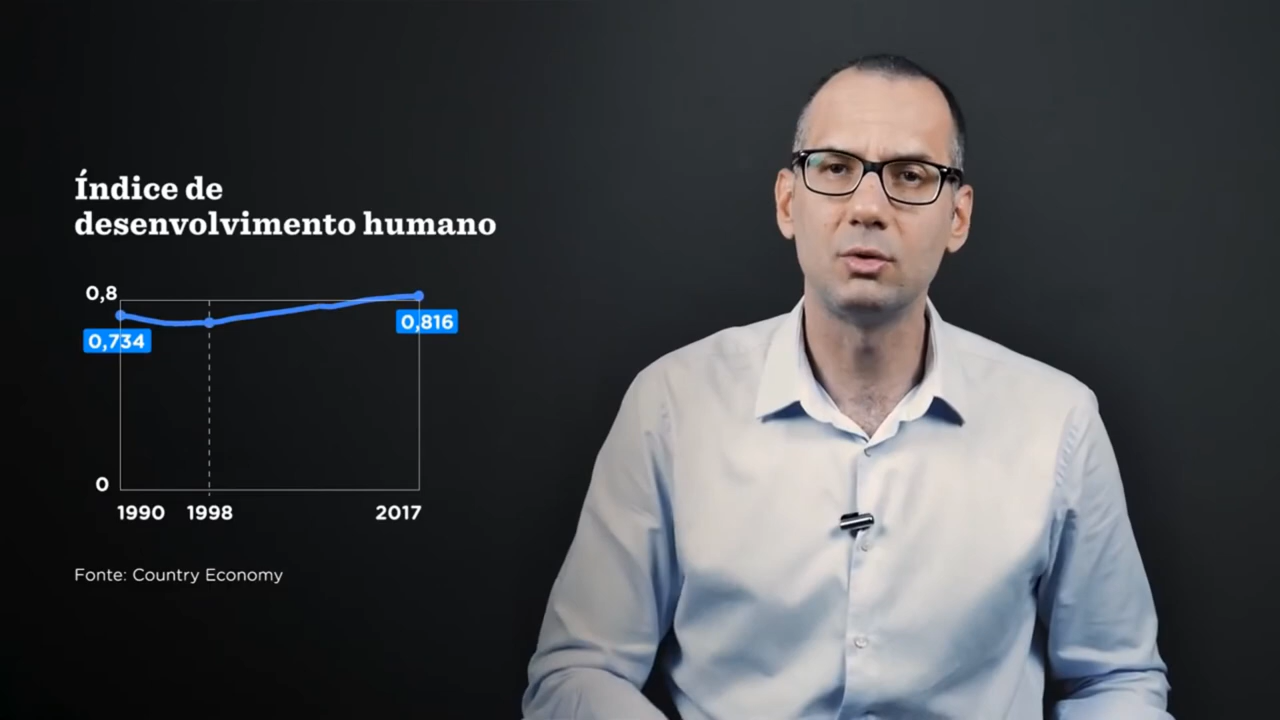 Índice de
desenvolvimento humano
0,8
0,734
0,816
0
1990 1998 2017
Fonte: Country Economy